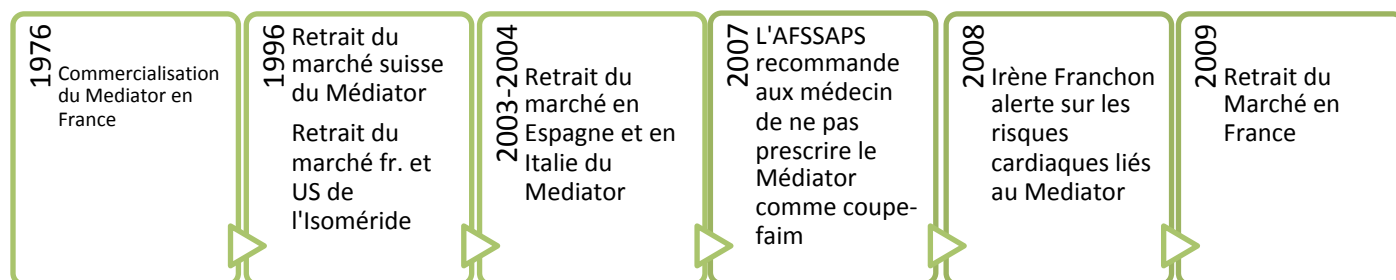 1976
Commercialisation
du Mediator en
France
1996
Retrait du
marché suisse
du Médiator
Retrait du
marché fr. et
US de
l'Isoméride
2003-2004
Retrait du
marché en
Espagne et en
Italie du
Mediator
2007
L'AFSSAPS
recommande
aux médecin
de ne pas
prescrire le
Médiator
comme coupe-
faim
2008
Irène Franchon
alerte sur les
risques
cardiaques liés
au Mediator
2009
Retrait du
Marché en
France